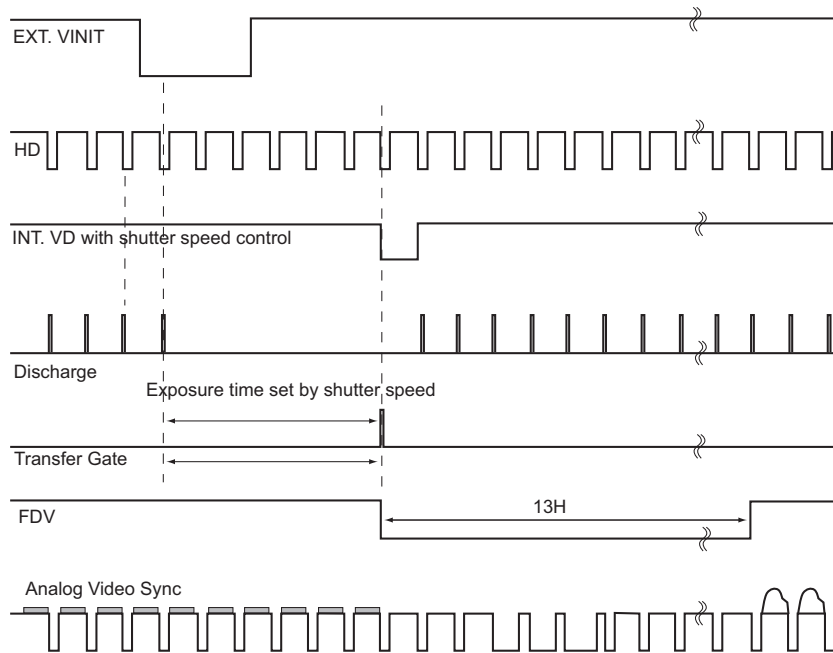 EXT. VINIT
HD
INT. VD with shutter speed control
Discharge
Exposure time set by shutter speed
Transfer Gate
FDV
13H
Analog Video Sync